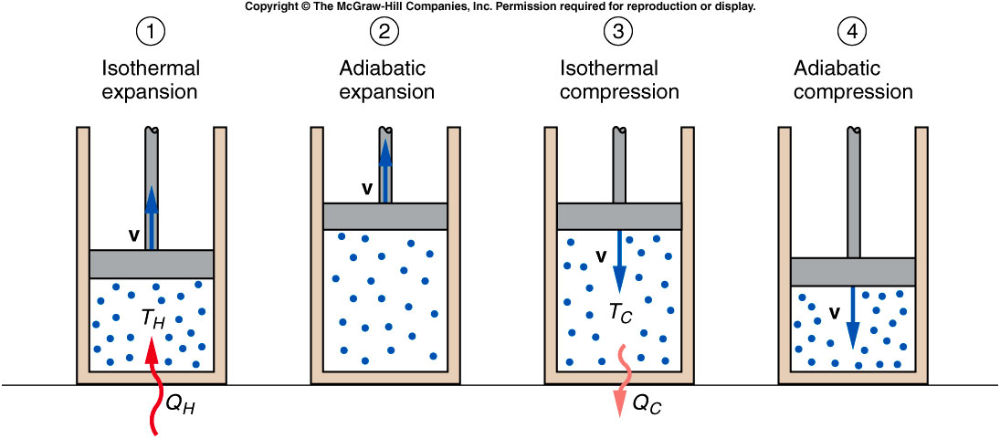 Copyright © The McGraw-Hill Companies, Inc. Permission required for reproduction or display.
1
Isothermal
expansion
2
Adiabatic
expansion
3
Isothermal
compression
4
Adiabatic
compression
v
T_H
Q_H
v
v
T_C
Q_C
v